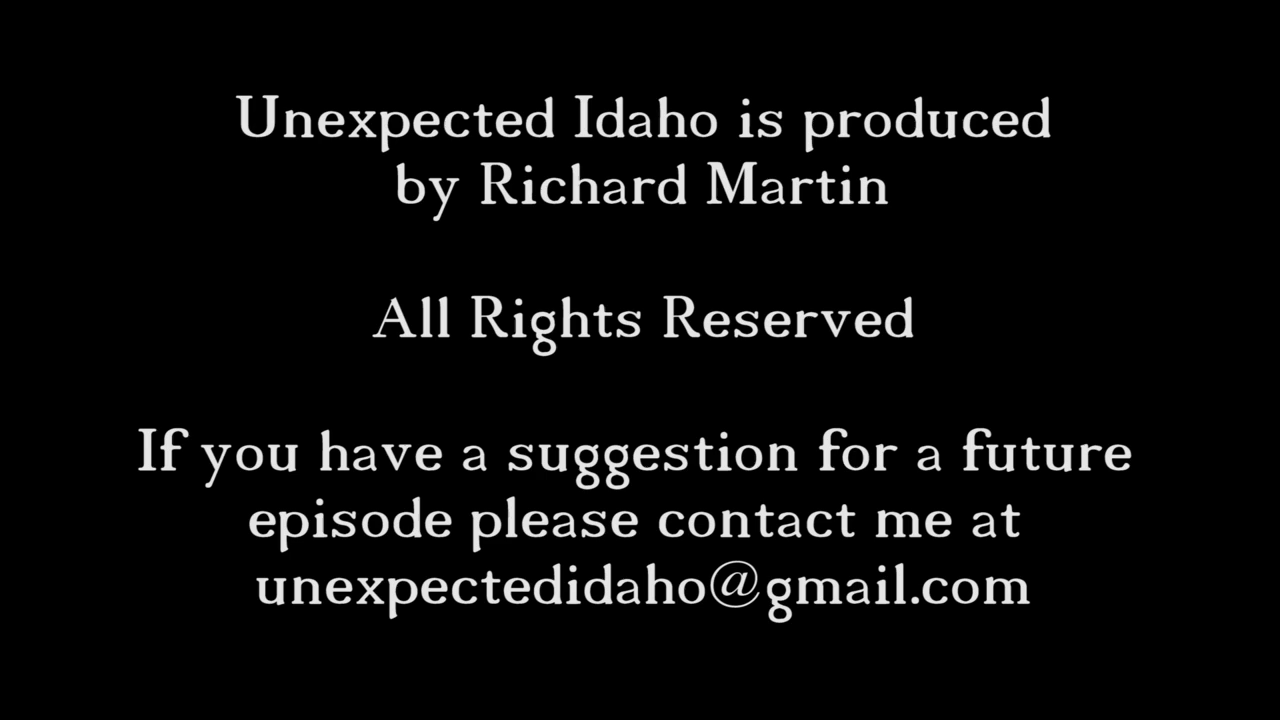 Unexpected Idaho is produced
by Richard Martin
All Rights Reserved
If you have a suggestion for a future
episode please contact me at
unexpectedidaho@gmail.com